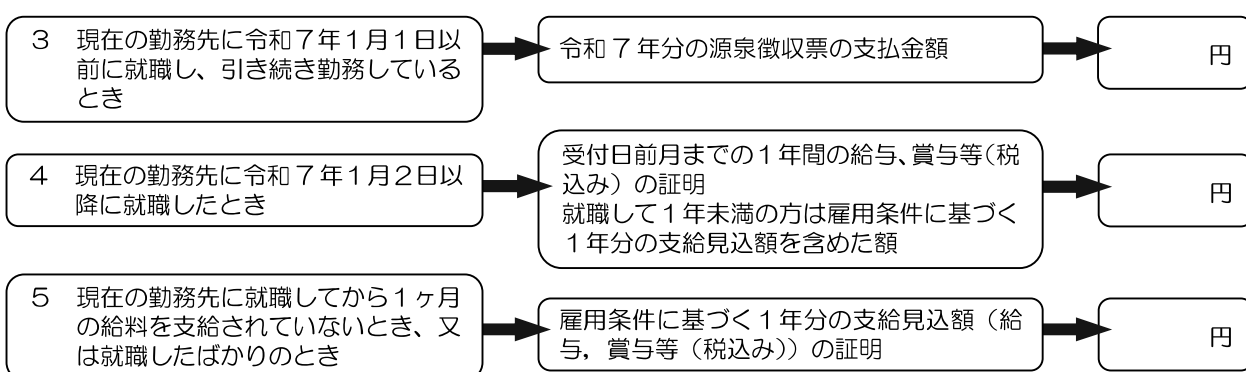 3 現在の勤務先に令和7年1月1日以
前に就職し、引き続き勤務している
とき
令和7年分の源泉徴収票の支払金額
円
4 現在の勤務先に令和7年1月2日以
降に就職したとき
受付日前月までの1年間の給与、賞与等(税
込み)の証明
就職して1年未満の方は雇用条件に基づく
1年分の支給見込額を含めた額
円
5 現在の勤務先に就職してから1ヶ月
の給料を支給されていないとき、又
は就職したばかりのとき
雇用条件に基づく1年分の支給見込額(給
与,賞与等(税込み))の証明
円